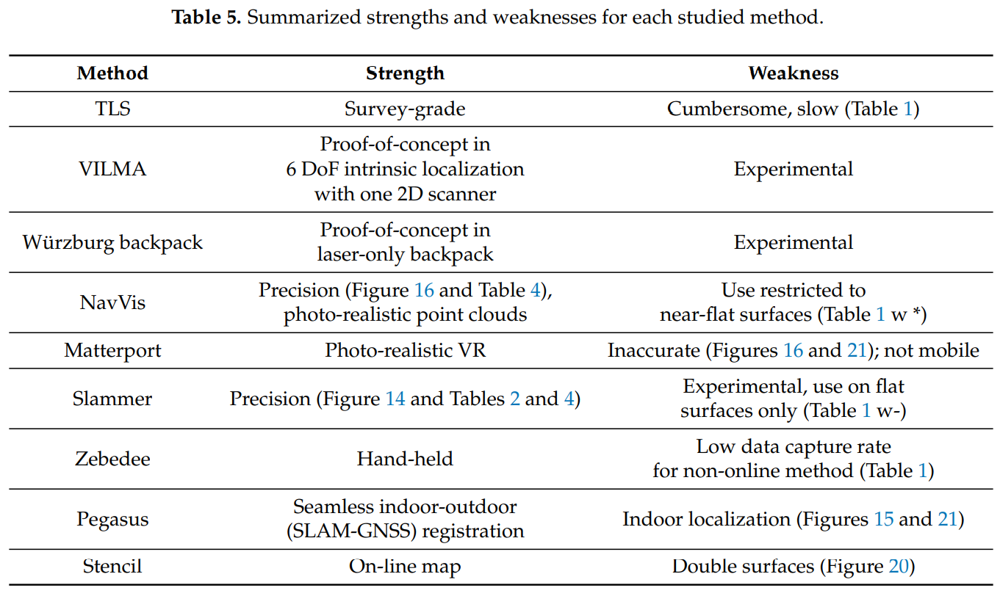 Table 5. Summarized strengths and weaknesses for each studied method.
Method Strength Weakness
TLS Survey-grade Cumbersome, slow (Table 1)
VILMA Proof-of-concept in
6 DoF intrinsic localization
with one 2D scanner Experimental
Würzburg backpack Proof-of-concept in
laser-only backpack Experimental
NavVis Precision (Figure 16 and Table 4),
photo-realistic point clouds Use restricted to
near-flat surfaces (Table 1 w *)
Matterport Photo-realistic VR Inaccurate (Figures 16 and 21); not mobile
Slammer Precision (Figure 14 and Tables 2 and 4) Experimental, use on flat
surfaces only (Table 1 w-)
Zebedee Hand-held Low data capture rate
for non-online method (Table 1)
Pegasus Seamless indoor-outdoor
(SLAM-GNSS) registration Indoor localization (Figures 15 and 21)
Stencil On-line map Double surfaces (Figure 20)